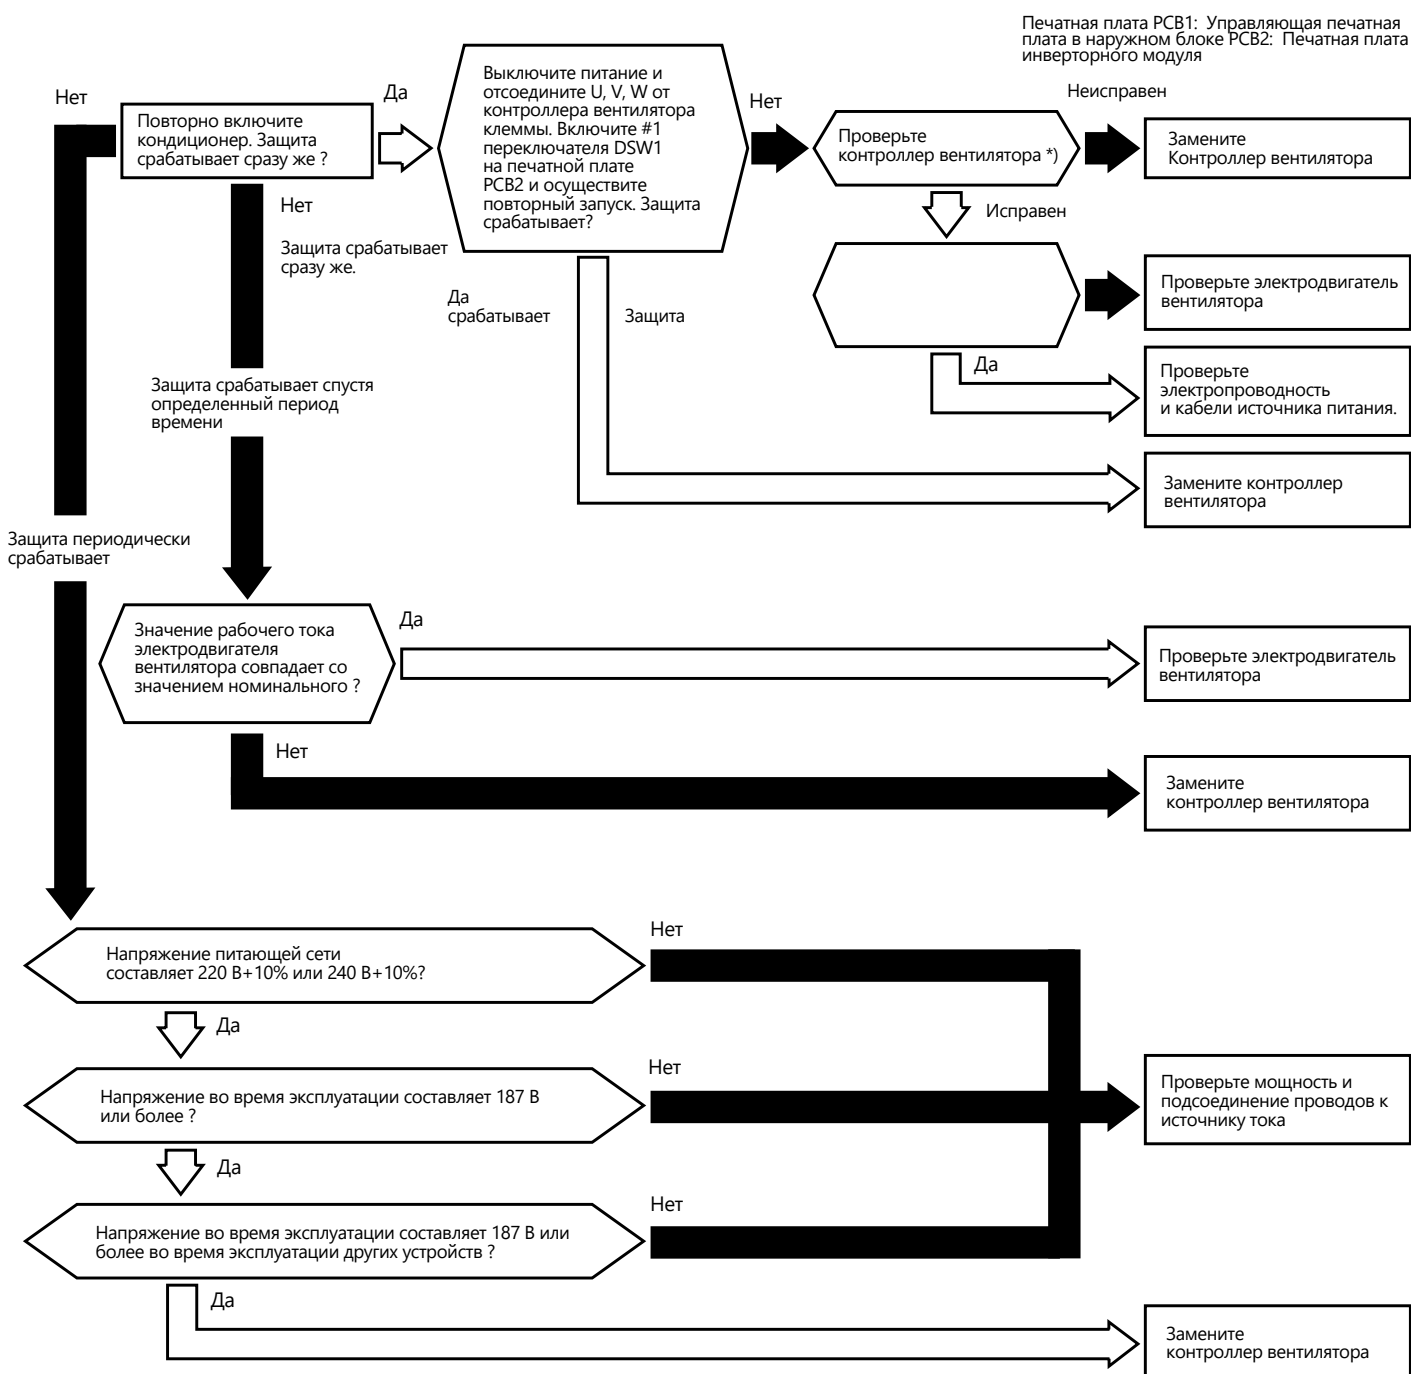 Печатная плата PCB1: Управляющая печатная
плата в наружном блоке PCB2: Печатная плата
инверторного модуля
Нет
Повторно включите
кондиционер. Защита
срабатывает сразу же ?
Да
Выключите питание и
отсоедините U, V, W от
контроллера вентилятора
клеммы. Включите #1
переключателя DSW1
на печатной плате
PCB2 и осуществите
повторный запуск. Защита
срабатывает?
Нет
Проверьте
контроллер вентилятора *)
Неисправен
Замените
Контроллер вентилятора
Нет
Защита срабатывает
сразу же.
Исправен
Да
срабатывает
Защита
Проверьте электродвигатель
вентилятора
Да
Проверьте
электропроводность
и кабели источника питания.
Защита срабатывает спустя
определенный период
времени
Замените контроллер
вентилятора
Защита периодически
срабатывает
Значение рабочего тока
электродвигателя
вентилятора совпадает со
значением номинального ?
Да
Проверьте электродвигатель
вентилятора
Нет
Замените
контроллер вентилятора
Напряжение питающей сети
составляет 220 В+10% или 240 В+10%?
Нет
Да
Напряжение во время эксплуатации составляет 187 В
или более ?
Нет
Проверьте мощность и
подсоединение проводов к
источнику тока
Да
Напряжение во время эксплуатации составляет 187 В или
более во время эксплуатации других устройств ?
Нет
Да
Замените
контроллер вентилятора